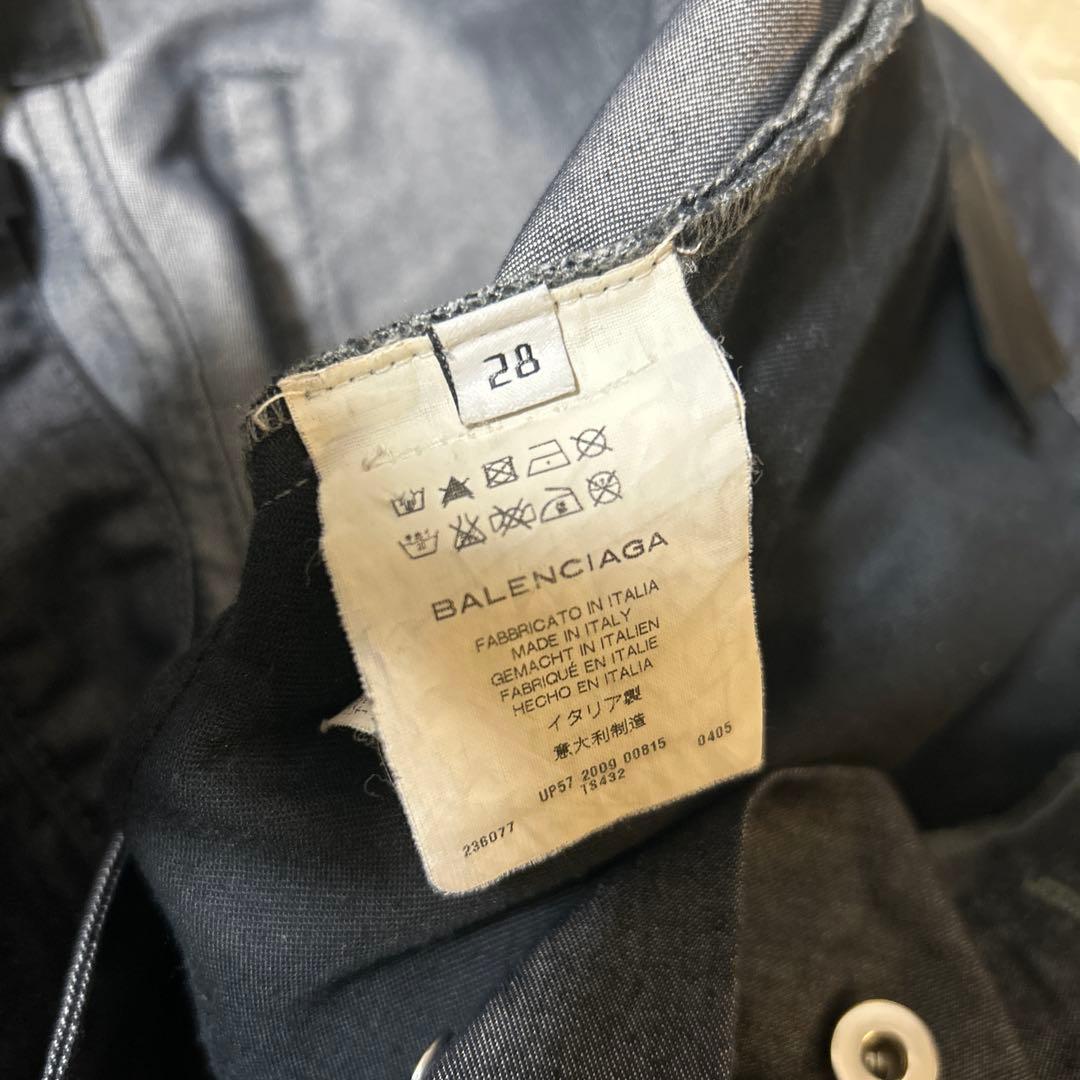 28
BALENCIAGA
FABBRICATO IN ITALIA
MADE IN ITALY
GEMACHT IN ITALIEN
FABRIQUÉ EN ITALIE
HECHO EN ITALIA
イタリア製
意大利制造
UP57 2009 00815 0405
TS432
236077